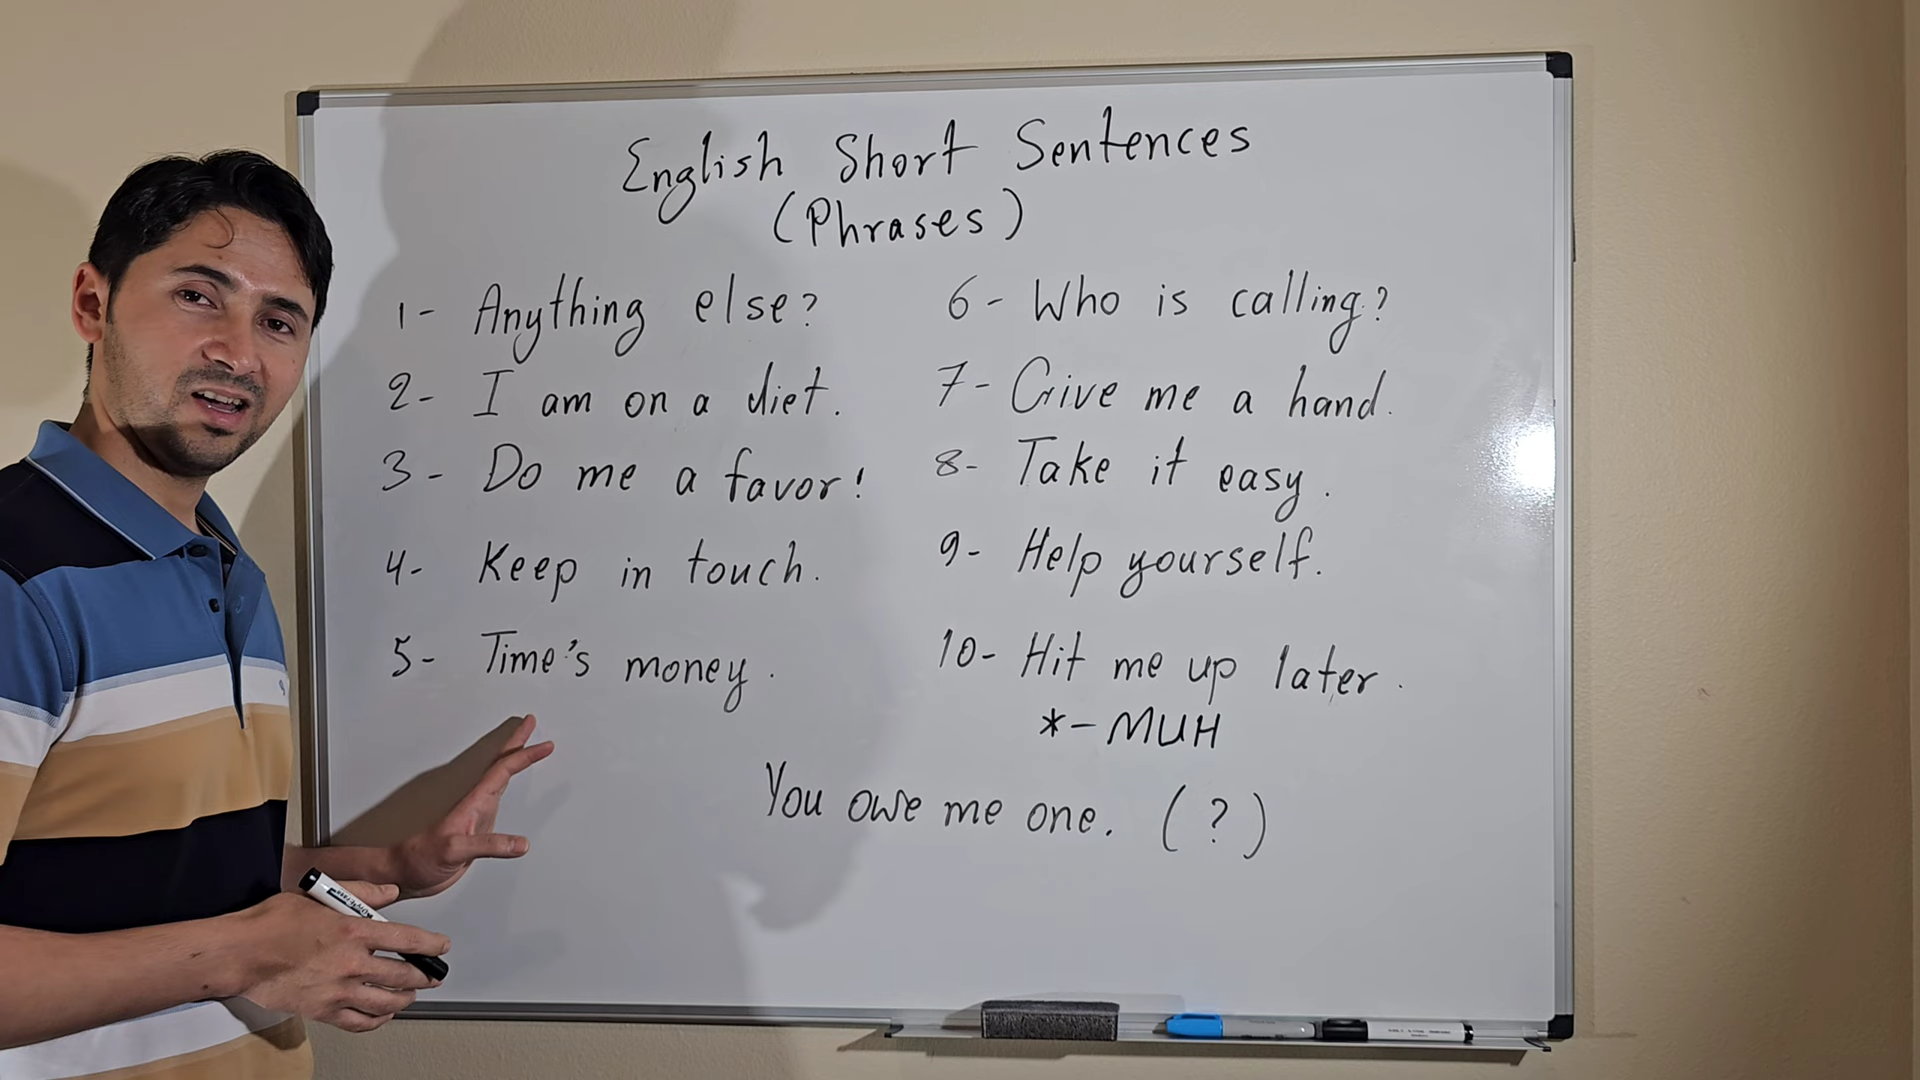 English Short Sentences
(Phrases)
1- Anything else?
2- I am on a diet.
3- Do me a favor!
4- Keep in touch.
5- Time's money.
6- Who is calling?
7- Give me a hand.
8- Take it easy.
9- Help yourself.
10- Hit me up later.
*- MUH
You owe me one. (?)